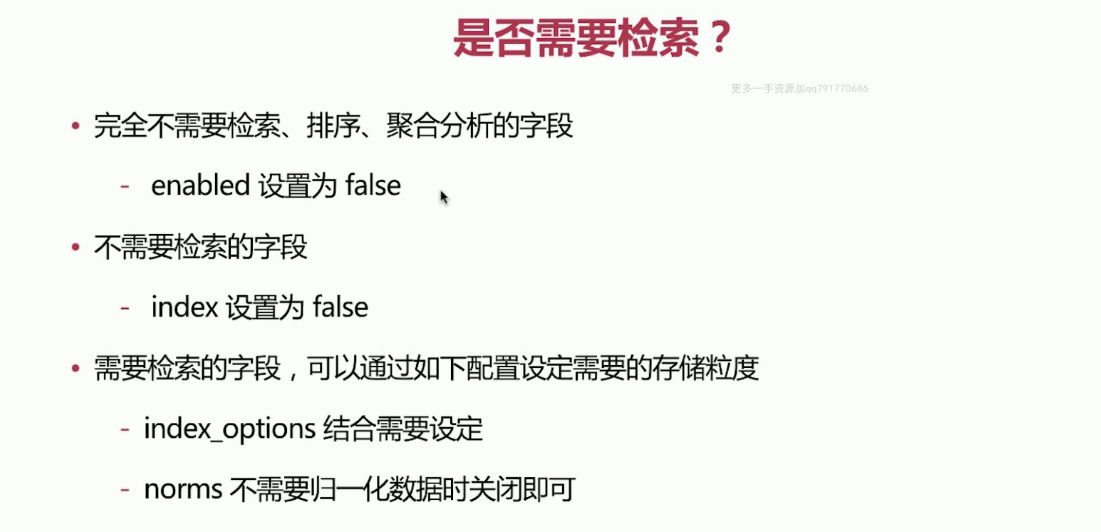 是否需要检索？
更多一手资源加qq791770686
• 完全不需要检索、排序、聚合分析的字段
- enabled 设置为 false
• 不需要检索的字段
- index 设置为 false
• 需要检索的字段，可以通过如下配置设定需要的存储粒度
- index_options 结合需要设定
- norms 不需要归一化数据时关闭即可